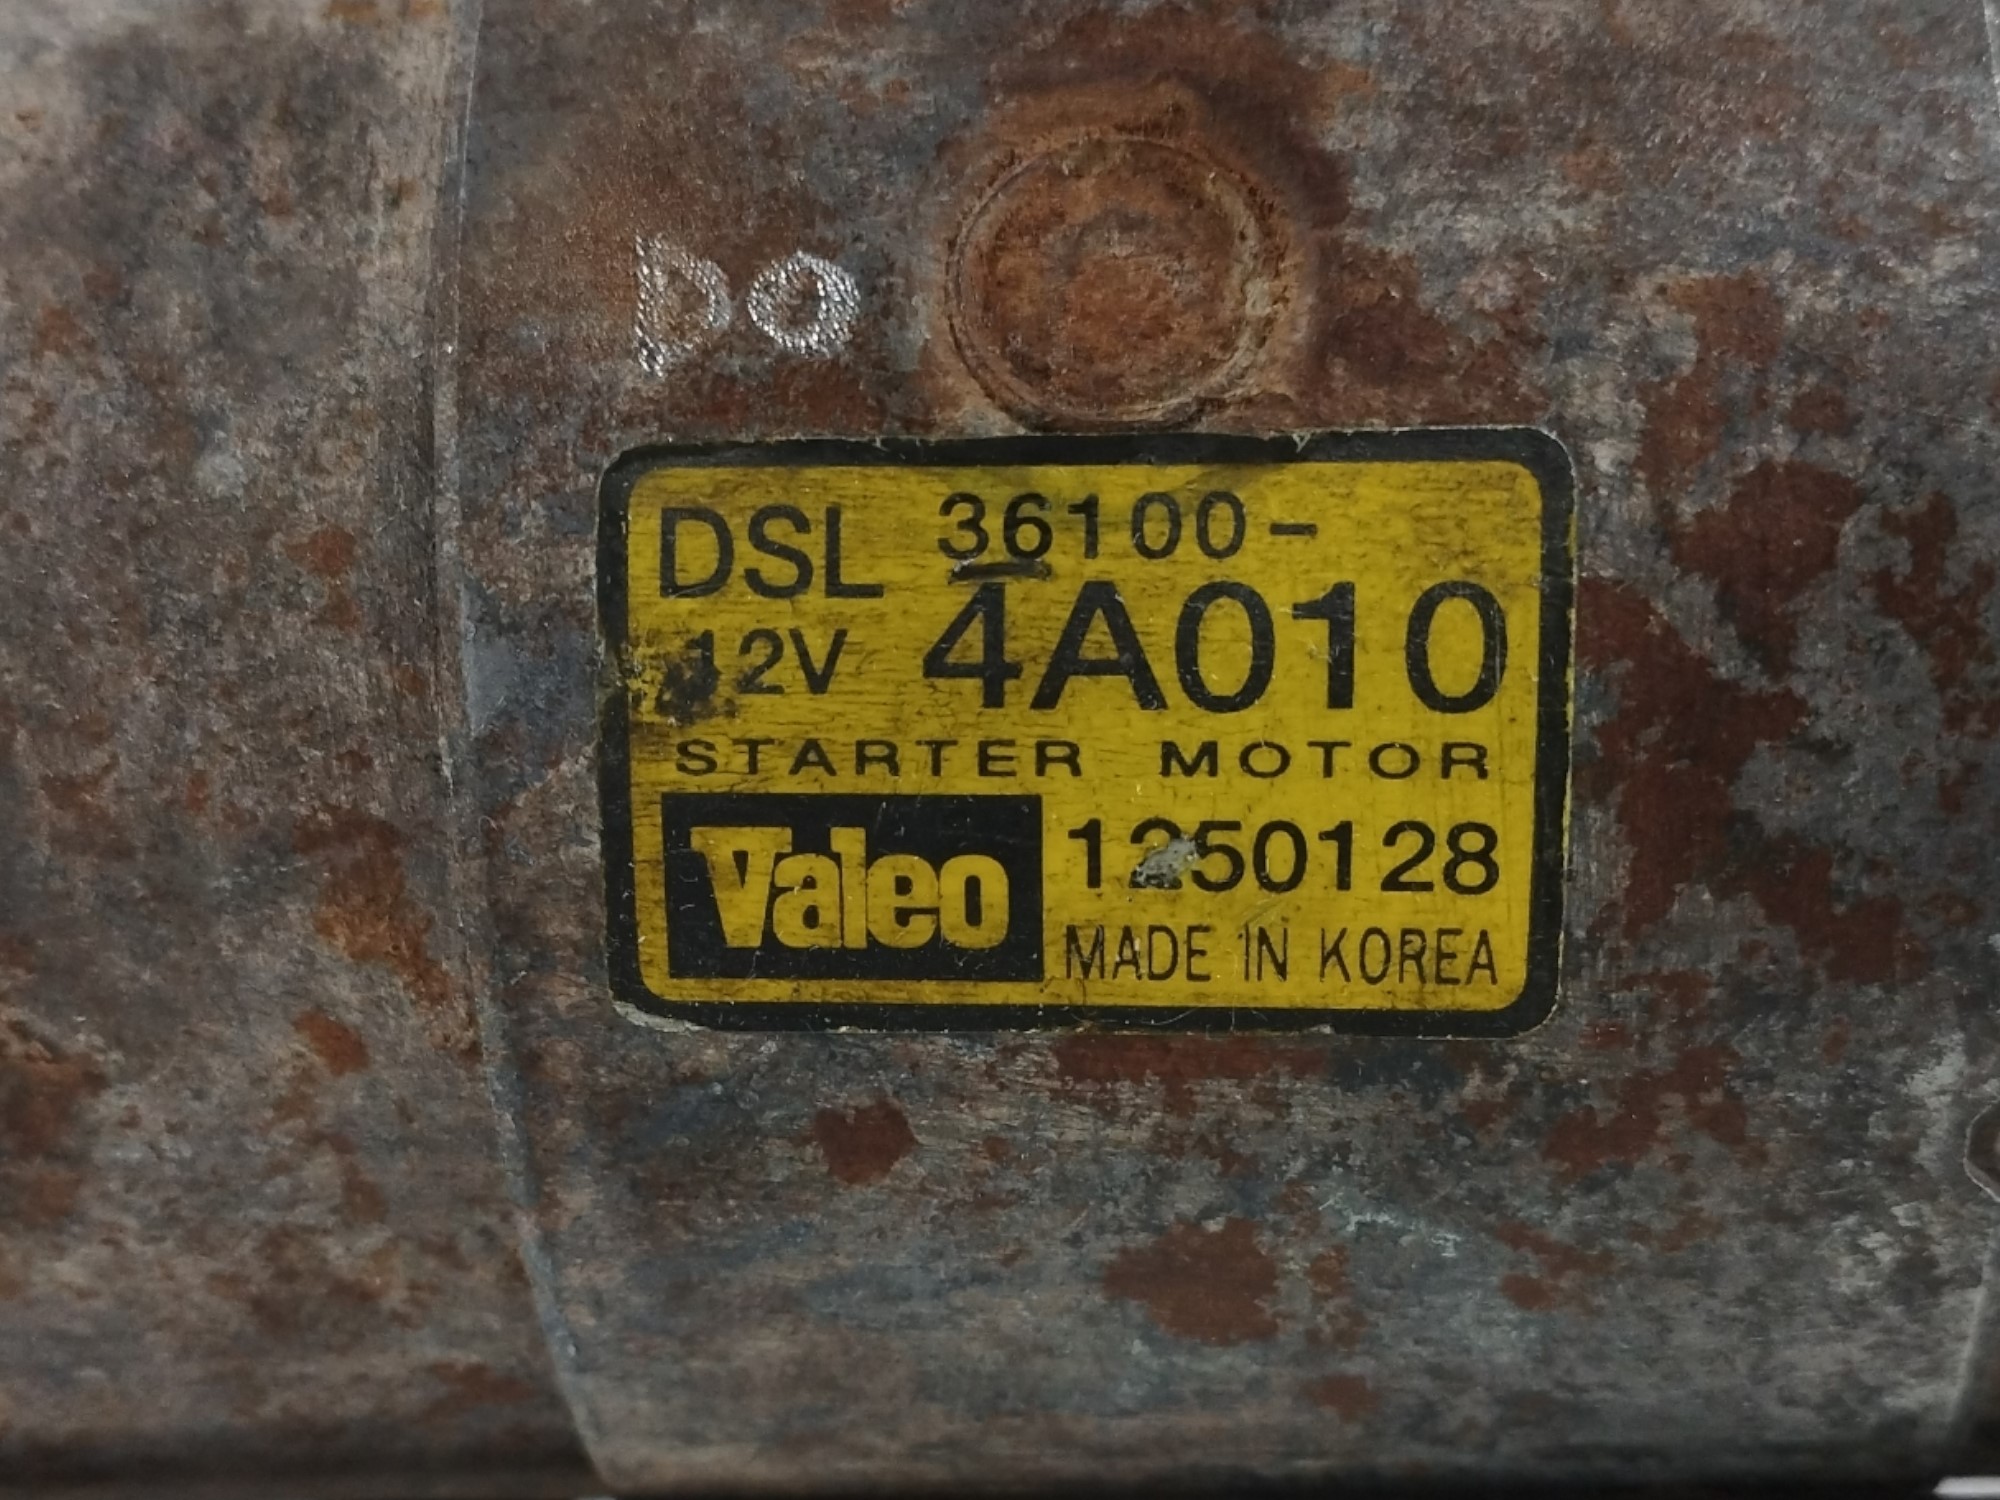 DO
DSL 36100-
12V 4A010
STARTER MOTOR
Valeo 1250128
MADE IN KOREA